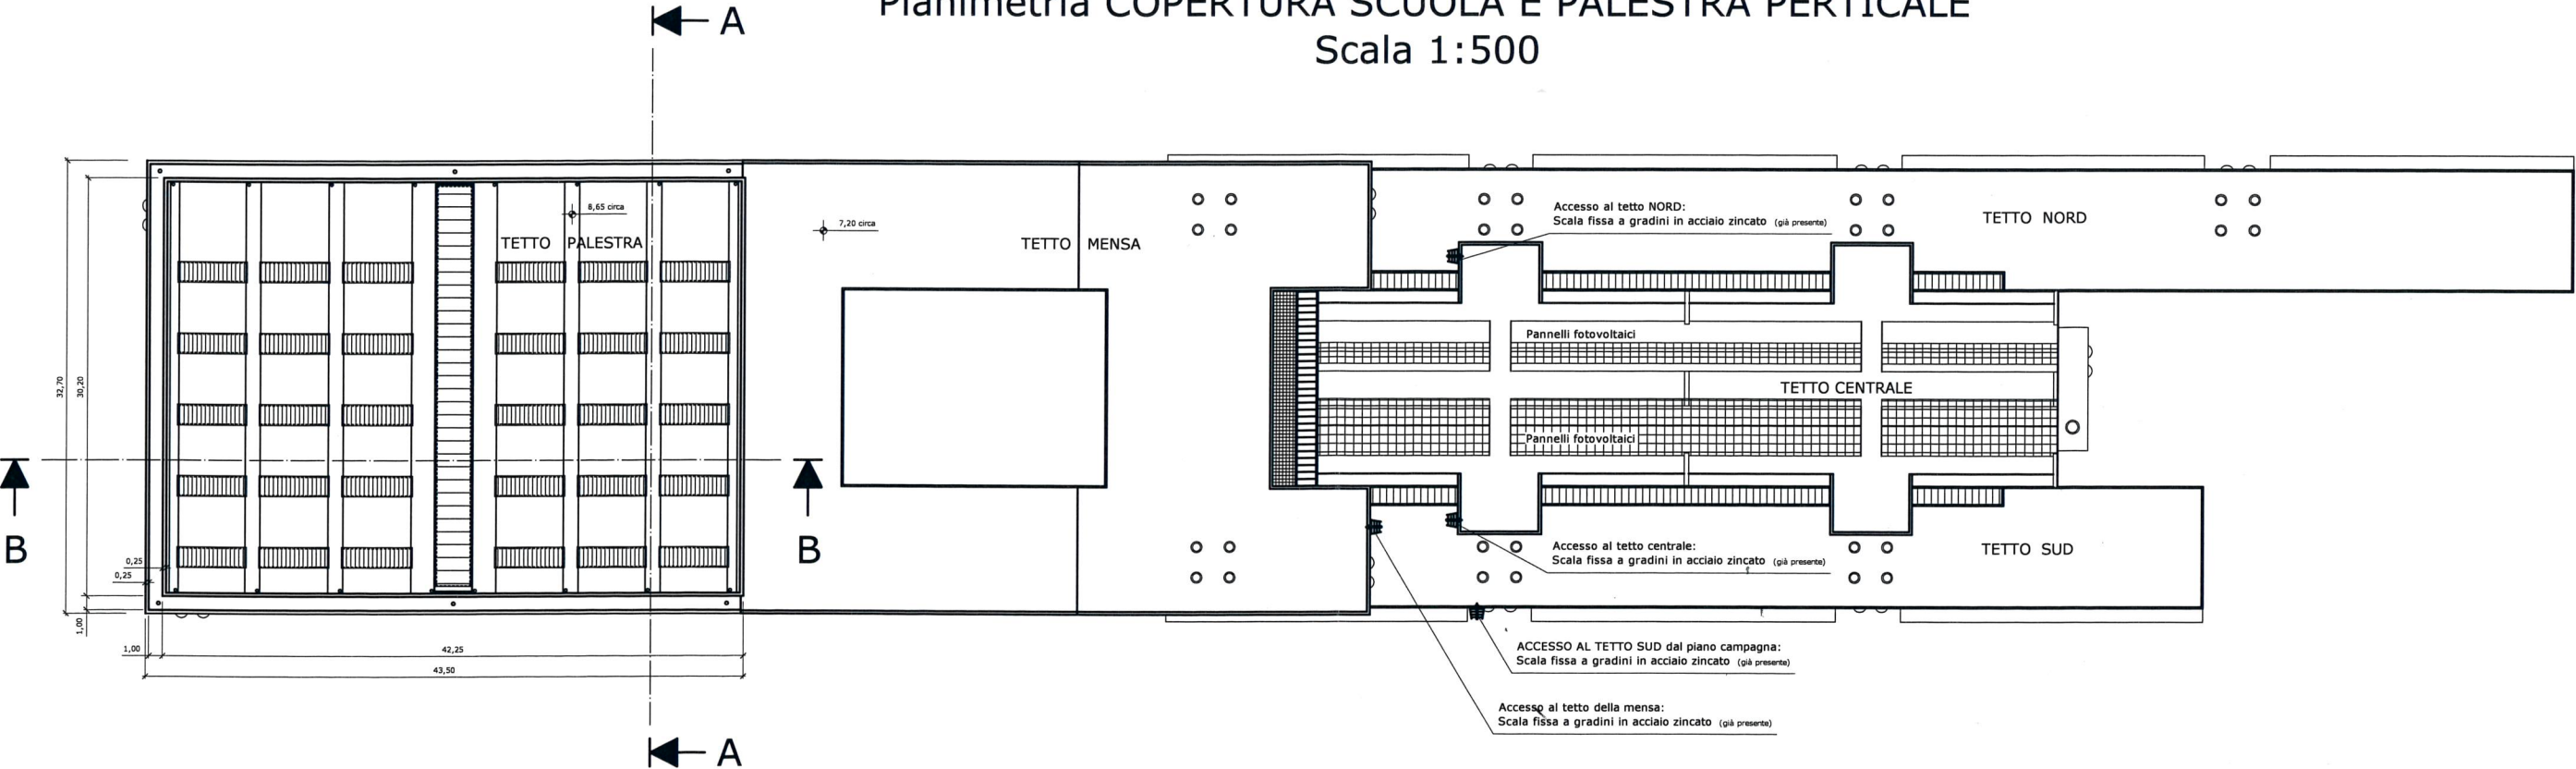 Planimetria COPERTURA SCUOLA E PALESTRA PERTICALE
Scala 1:500
A
8,65 circa
TETTO PALESTRA
7,20 circa
TETTO MENSA
Accesso al tetto NORD:
Scala fissa a gradini in acciaio zincato (già presente)
TETTO NORD
Pannelli fotovoltaici
TETTO CENTRALE
Pannelli fotovoltaici
32,70
30,20
B
B
0,25
0,25
1,00
1,00
42,25
43,50
Accesso al tetto centrale:
Scala fissa a gradini in acciaio zincato (già presente)
TETTO SUD
ACCESSO AL TETTO SUD dal piano campagna:
Scala fissa a gradini in acciaio zincato (già presente)
Accesso al tetto della mensa:
Scala fissa a gradini in acciaio zincato (già presente)
A